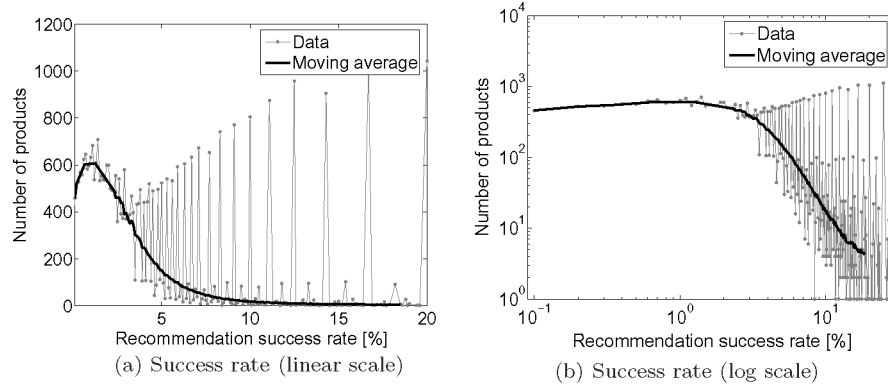 1200
1000
800
600
400
200
0
Number of products
Data
Moving average
5 10 15 20
Recommendation success rate [%]
(a) Success rate (linear scale)
10^4
10^3
10^2
10^1
10^0
Number of products
Data
Moving average
10^-1 10^0 10^1
Recommendation success rate [%]
(b) Success rate (log scale)